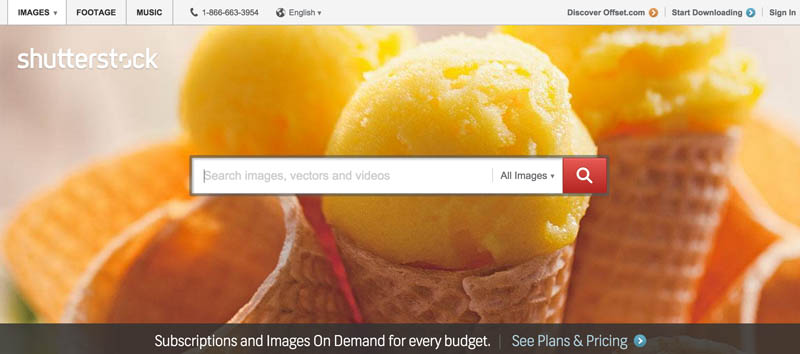 IMAGES FOOTAGE MUSIC 1-866-663-3954 English Discover Offset.com Start Downloading Sign In
shutterstock
Search images, vectors and videos All Images
Subscriptions and Images On Demand for every budget. See Plans & Pricing